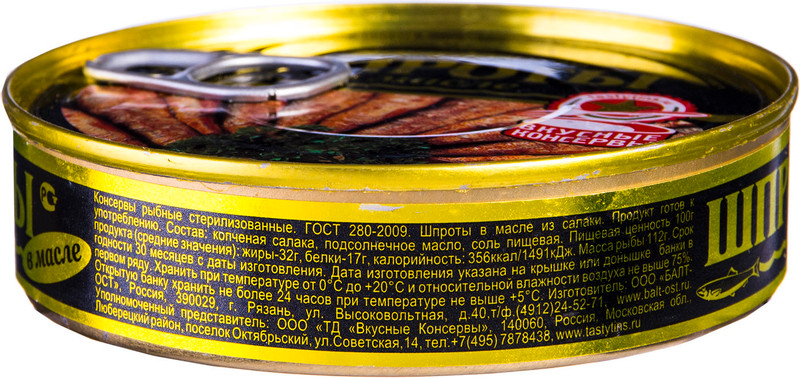 ШПРОТЫ
ВКУСНЫЕ
КОНСЕРВЫ
Ы
в масле
Консервы рыбные стерилизованные. ГОСТ 280-2009. Шпроты в масле из салаки. Продукт готов к
употреблению. Состав: копченая салака, подсолнечное масло, соль пищевая. Пищевая ценность 100г
продукта (средние значения): жиры-32г, белки-17г, калорийность: 356ккал/1491кДж. Масса рыбы 112г. Срок
годности 30 месяцев с даты изготовления. Дата изготовления указана на крышке или донышке банки в
первом ряду. Хранить при температуре от 0°С до +20°С и относительной влажности воздуха не выше 75%.
Открытую банку хранить не более 24 часов при температуре не выше +5°С. Изготовитель: ООО «БАЛТ-
ОСТ», Россия, 390029, г. Рязань, ул. Высоковольтная, д.40,т/ф.(4912)24-52-71, www.balt-ost.ru.
Уполномоченный представитель: ООО «ТД «Вкусные Консервы», 140060, Россия, Московская обл.,
Люберецкий район, поселок Октябрьский, ул.Советская,14, тел.:+7(495) 7878438, www.tastytins.ru
ШПР